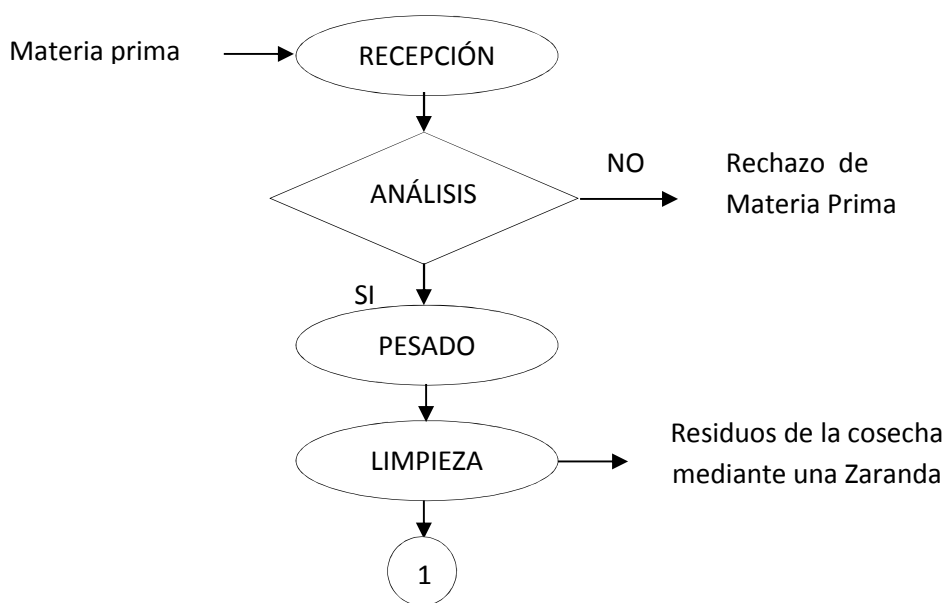 Materia prima
RECEPCIÓN
ANÁLISIS
NO
Rechazo de
Materia Prima
SI
PESADO
LIMPIEZA
Residuos de la cosecha
mediante una Zaranda
1